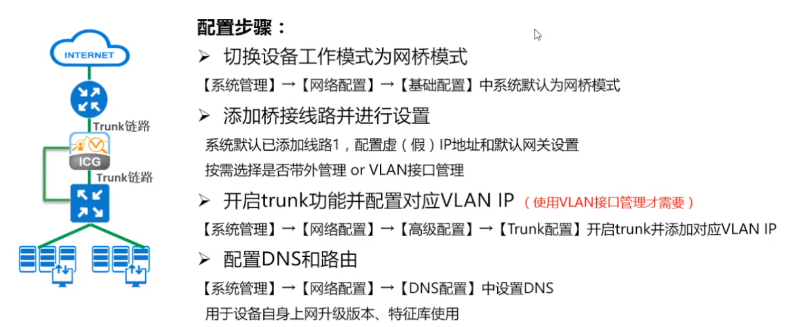 配置步骤：
INTERNET
切换设备工作模式为网桥模式
【系统管理】→【网络配置】→【基础配置】中系统默认为网桥模式
添加桥接线路并进行设置
Trunk链路
系统默认已添加线路1，配置虚（假）IP地址和默认网关设置
ICG
按需选择是否带外管理 or VLAN接口管理
Trunk链路
开启trunk功能并配置对应VLAN IP（使用VLAN接口管理才需要）
【系统管理】→【网络配置】→【高级配置】→【Trunk配置】开启trunk并添加对应VLAN IP
配置DNS和路由
【系统管理】→【网络配置】→【DNS配置】中设置DNS
用于设备自身上网升级版本、特征库使用